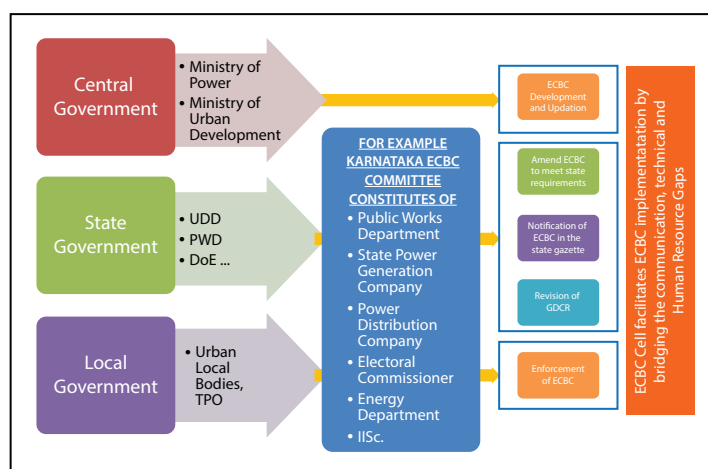 Central
Government
• Ministry of
Power
• Ministry of
Urban
Development
State
Government
• UDD
• PWD
• DoE ...
Local
Government
• Urban
Local
Bodies,
TPO
FOR EXAMPLE
KARNATAKA ECBC
COMMITTEE
CONSTITUTES OF
• Public Works
Department
• State Power
Generation
Company
• Power
Distribution
Company
• Electoral
Commissioner
• Energy
Department
• IISc.
ECBC
Development
and Updation
Amend ECBC
to meet state
requirements
Notification of
ECBC in the
state gazette
Revision of
GDCR
Enforcement
of ECBC
ECBC Cell facilitates ECBC implementatation by
bridging the communication, technical and
Human Resource Gaps